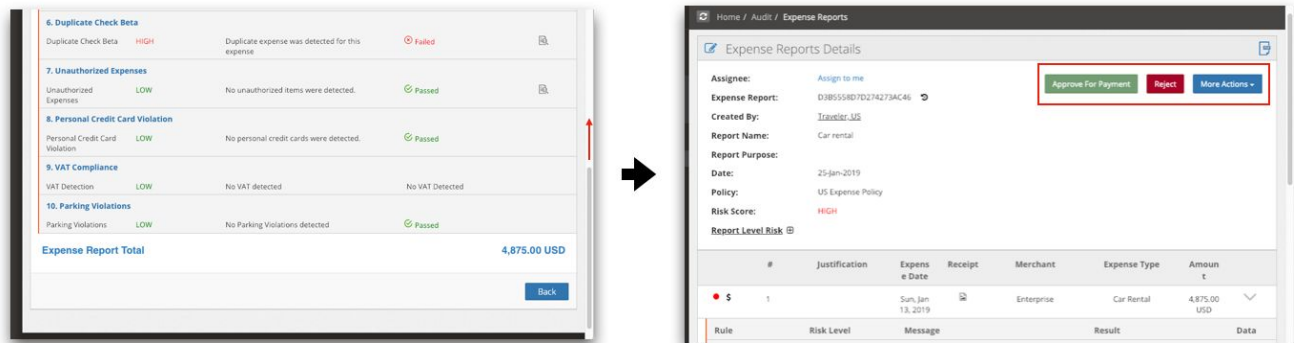 6. Duplicate Check Beta
Duplicate Check Beta HIGH Duplicate expense was detected for this expense Failed
7. Unauthorized Expenses
Unauthorized Expenses LOW No unauthorized items were detected. Passed
8. Personal Credit Card Violation
Personal Credit Card Violation LOW No personal credit cards were detected. Passed
9. VAT Compliance
VAT Detection LOW No VAT detected No VAT Detected
10. Parking Violations
Parking Violations LOW No Parking Violations detected Passed
Expense Report Total 4,875.00 USD
Back
Home / Audit / Expense Reports
Expense Reports Details
Assignee: Assign to me
Approve For Payment Reject More Actions
Expense Report: D3B5558D7D274273AC46
Created By: Traveler, US
Report Name: Car rental
Report Purpose:
Date: 25-Jan-2019
Policy: US Expense Policy
Risk Score: HIGH
Report Level Risk
# Justification Expens e Date Receipt Merchant Expense Type Amoun t
$ 1 Sun, Jan 13, 2019 Enterprise Car Rental 4,875.00 USD
Rule Risk Level Message Result Data